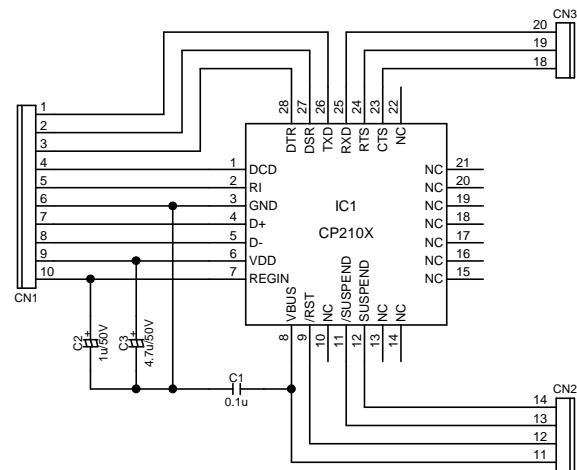 CN3
20
19
18
28 27 26 25 24 23 22
DTR DSR TXD RXD RTS CTS NC
CN1
1
2
3
4
5
6
7
8
9
10
1 DCD
2 RI
3 GND
4 D+
5 D-
6 VDD
7 REGIN
IC1
CP210X
NC 21
NC 20
NC 19
NC 18
NC 17
NC 16
NC 15
VBUS /RST NC /SUSPEND SUSPEND NC NC
8 9 10 11 12 13 14
C2 +
1u/50V
C3 +
4.7u/50V
C1
0.1u
CN2
14
13
12
11